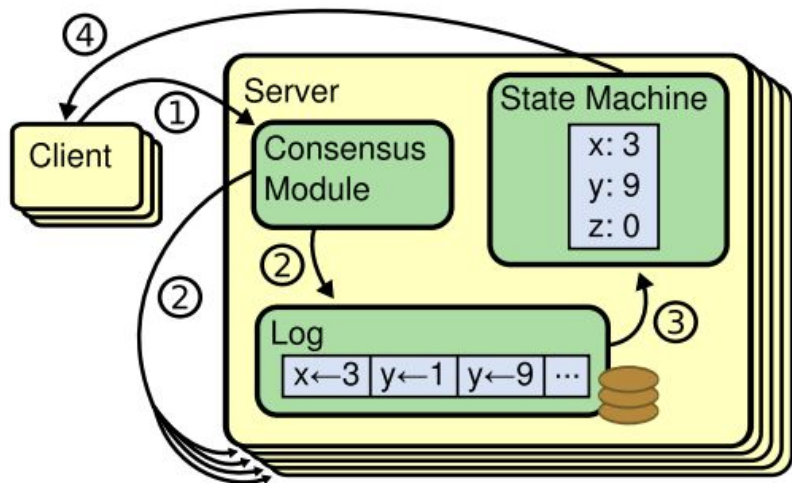 ④
①
Server
State Machine
Client
Consensus
Module
x: 3
y: 9
z: 0
②
②
③
Log
x←3 y←1 y←9 ...